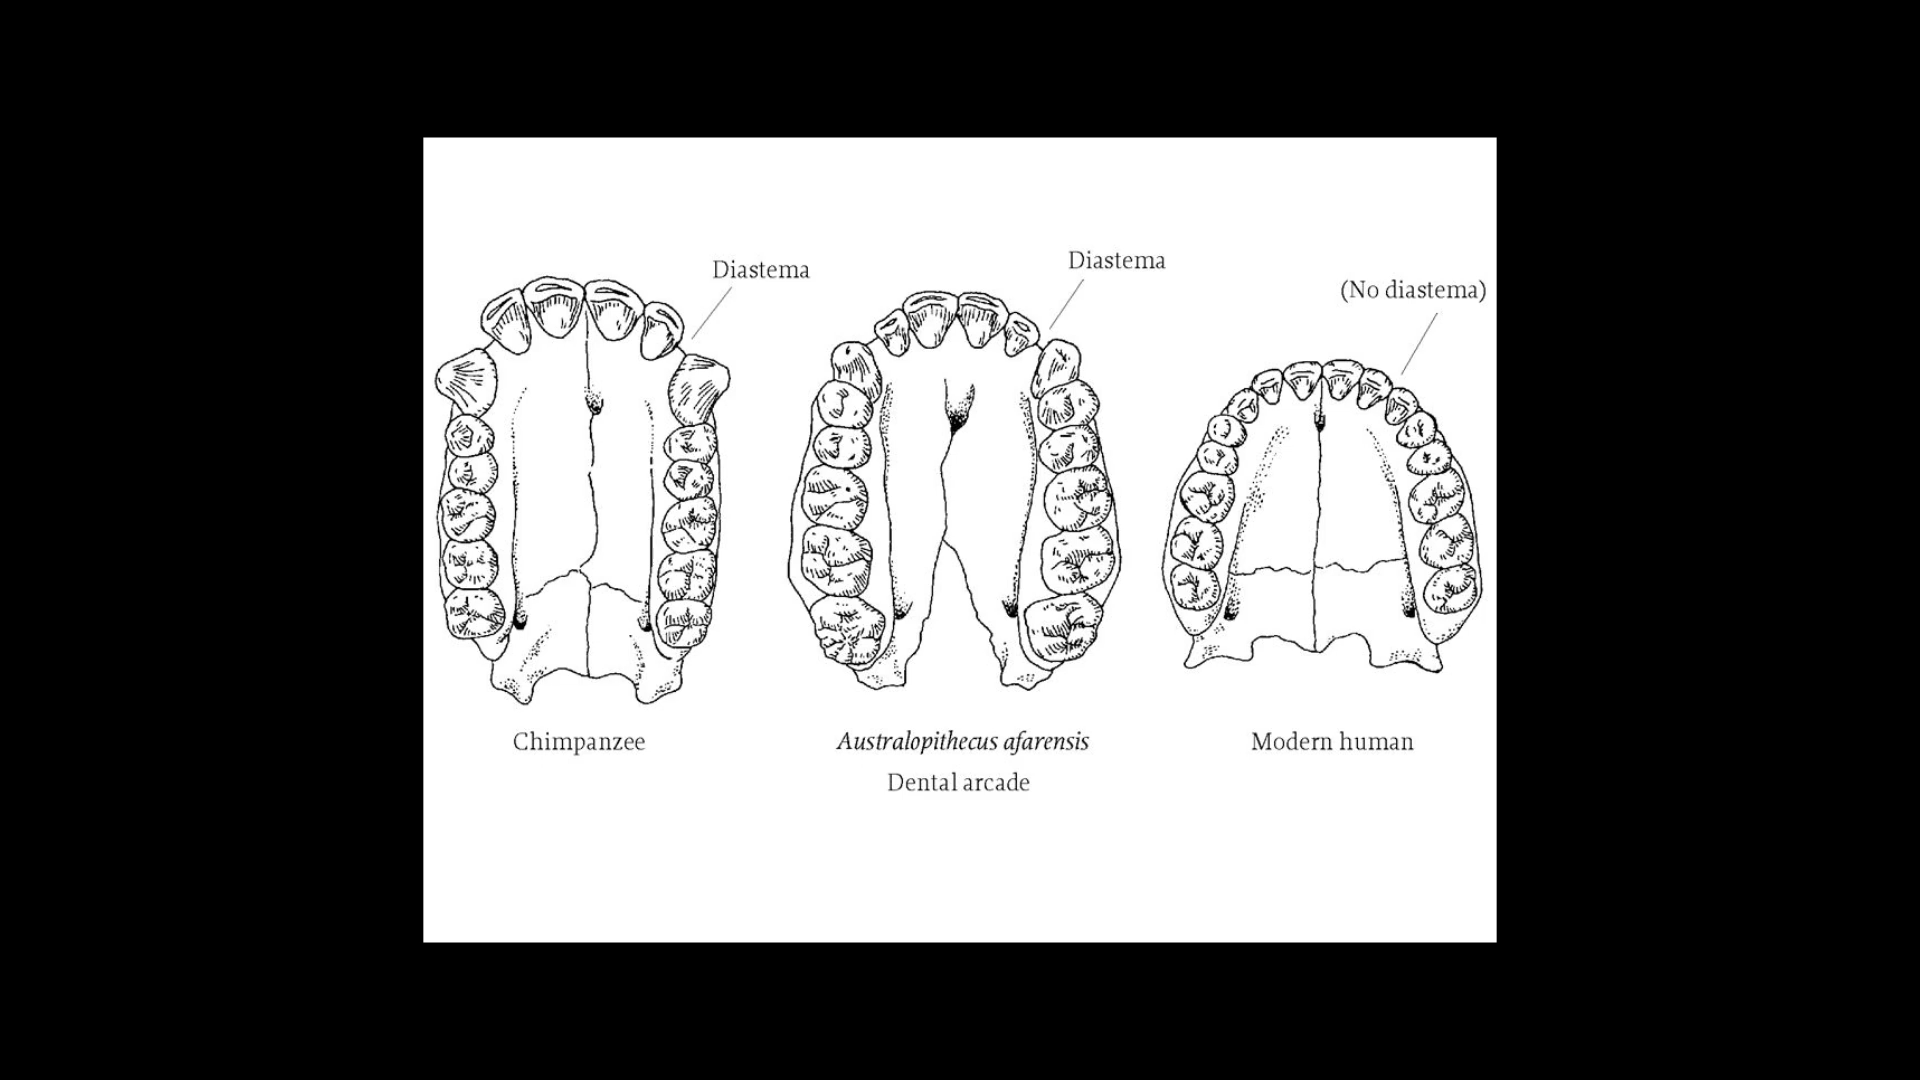 Diastema
Diastema
(No diastema)
Chimpanzee
Australopithecus afarensis
Modern human
Dental arcade